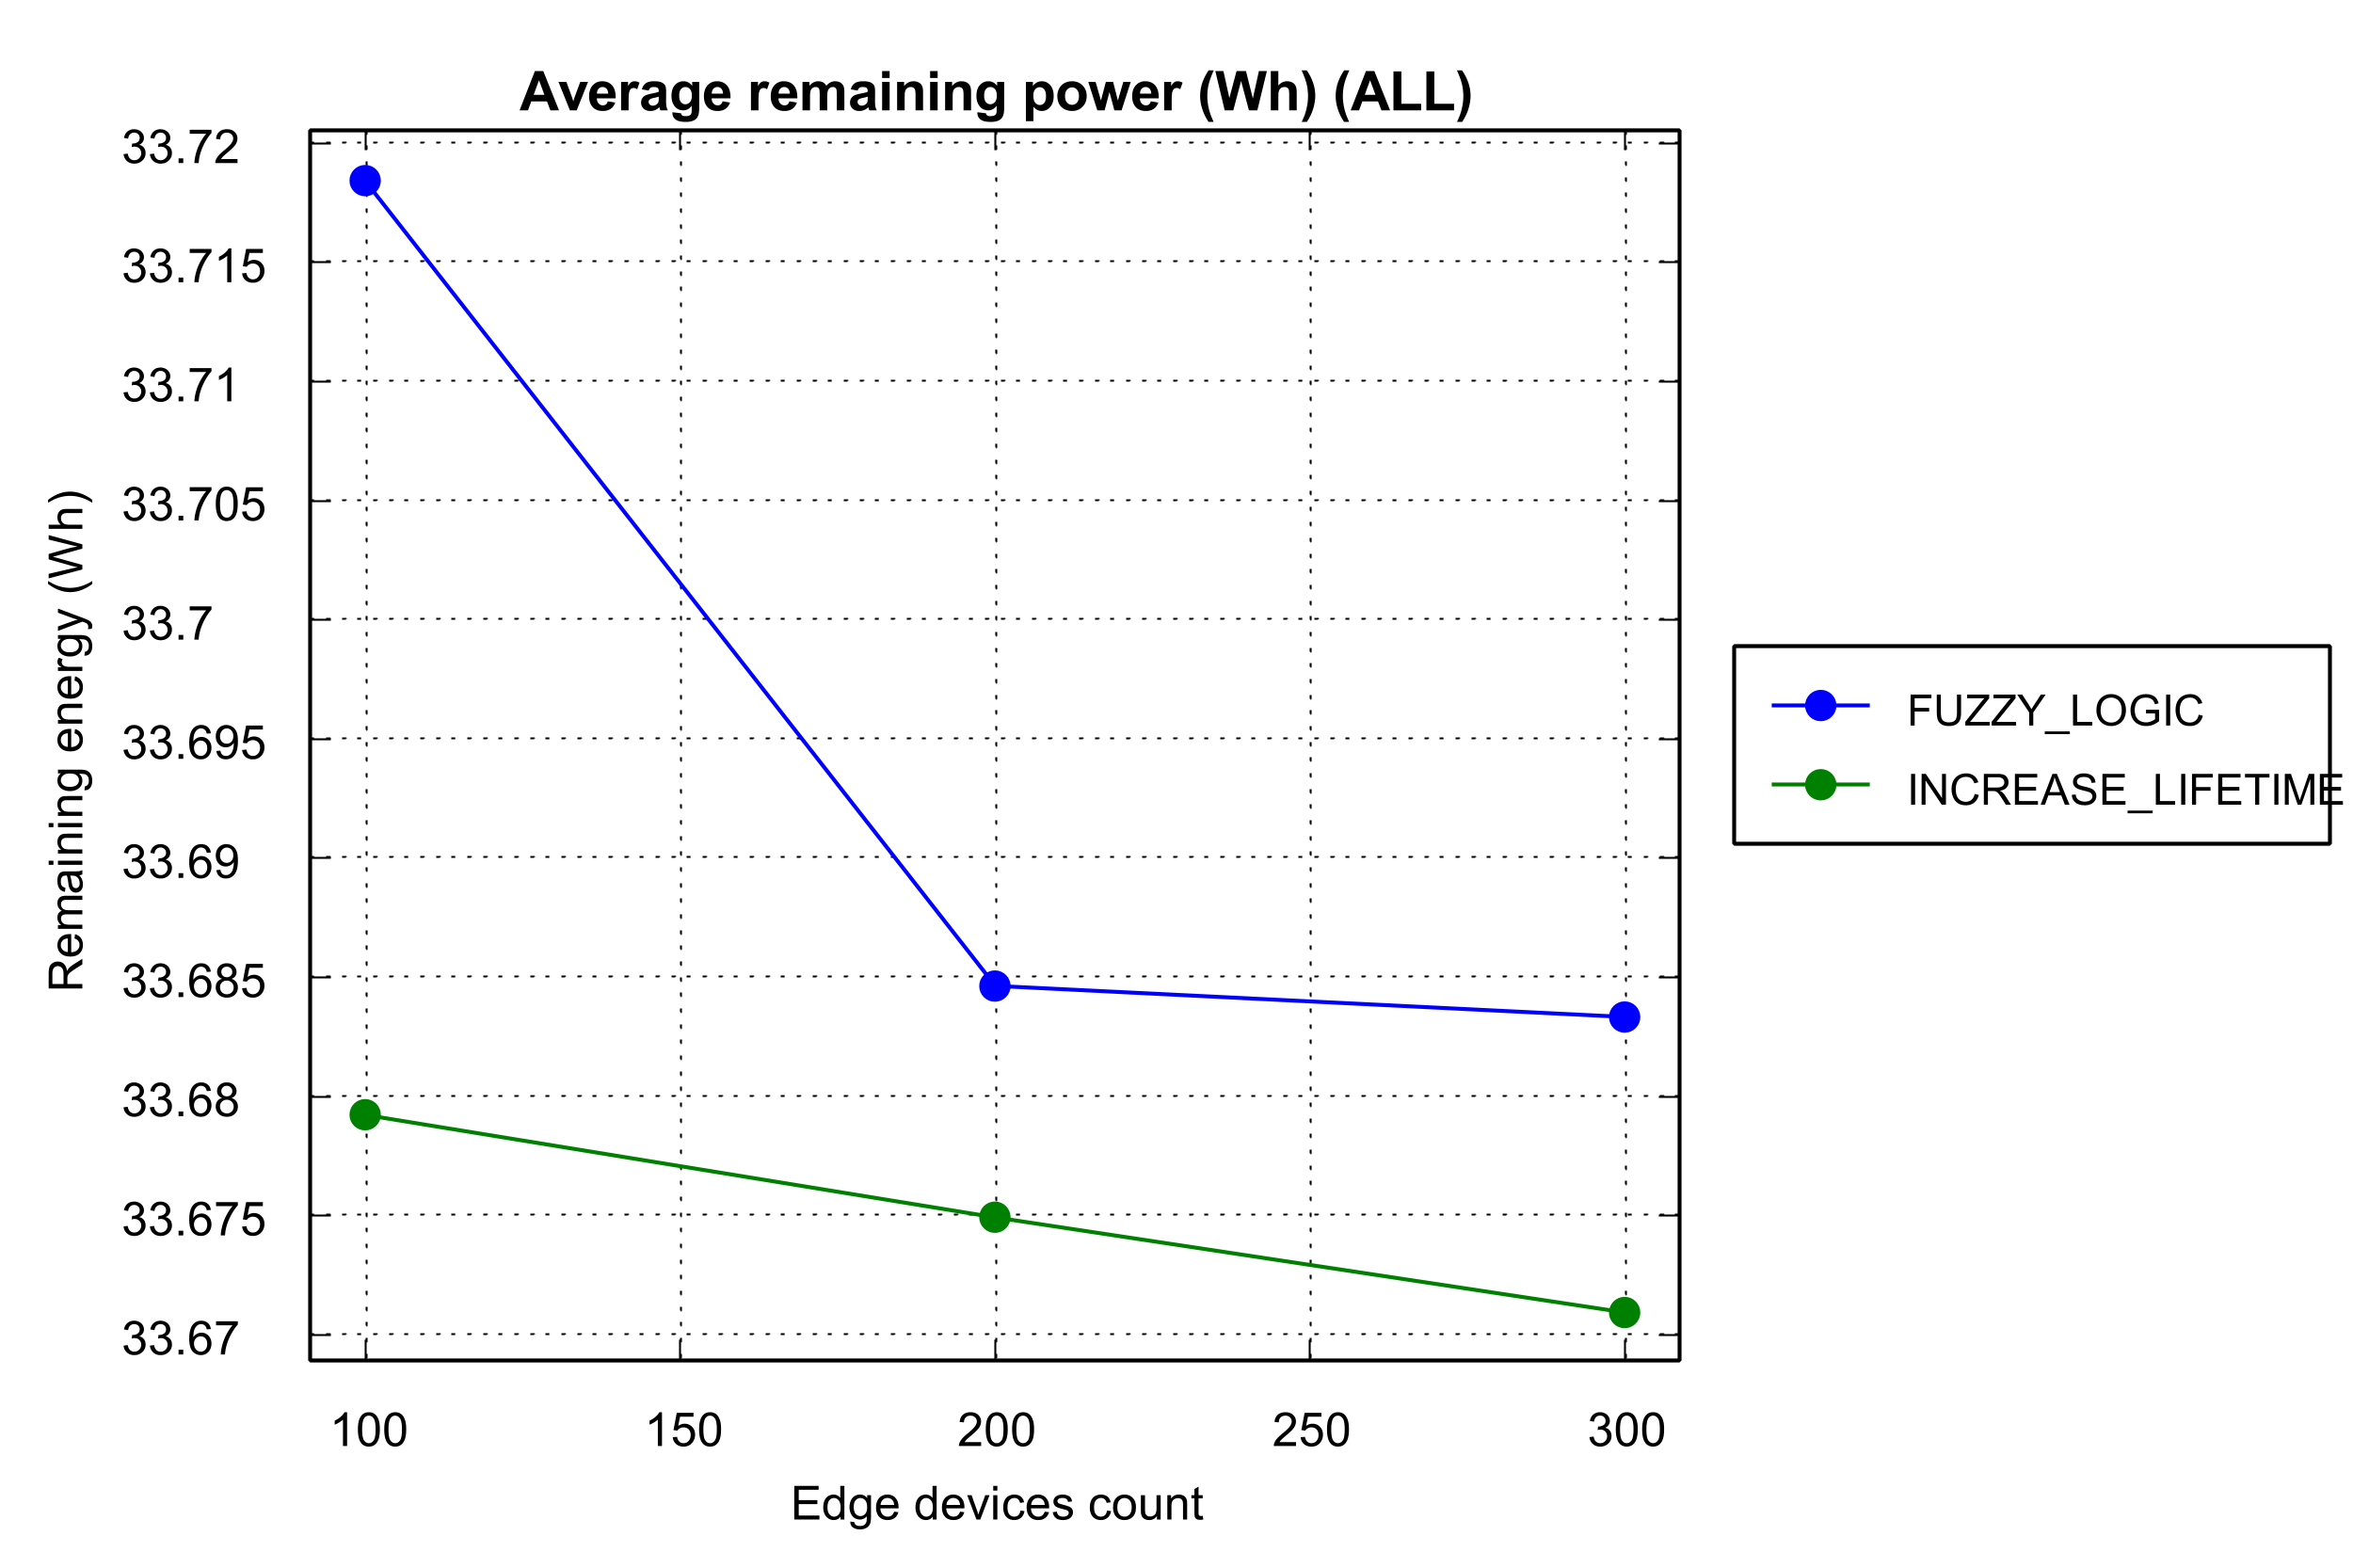 Average remaining power (Wh) (ALL)
33.72
33.715
33.71
33.705
33.7
33.695
33.69
33.685
33.68
33.675
33.67
Remaining energy (Wh)
100 150 200 250 300
Edge devices count
FUZZY_LOGIC
INCREASE_LIFETIME